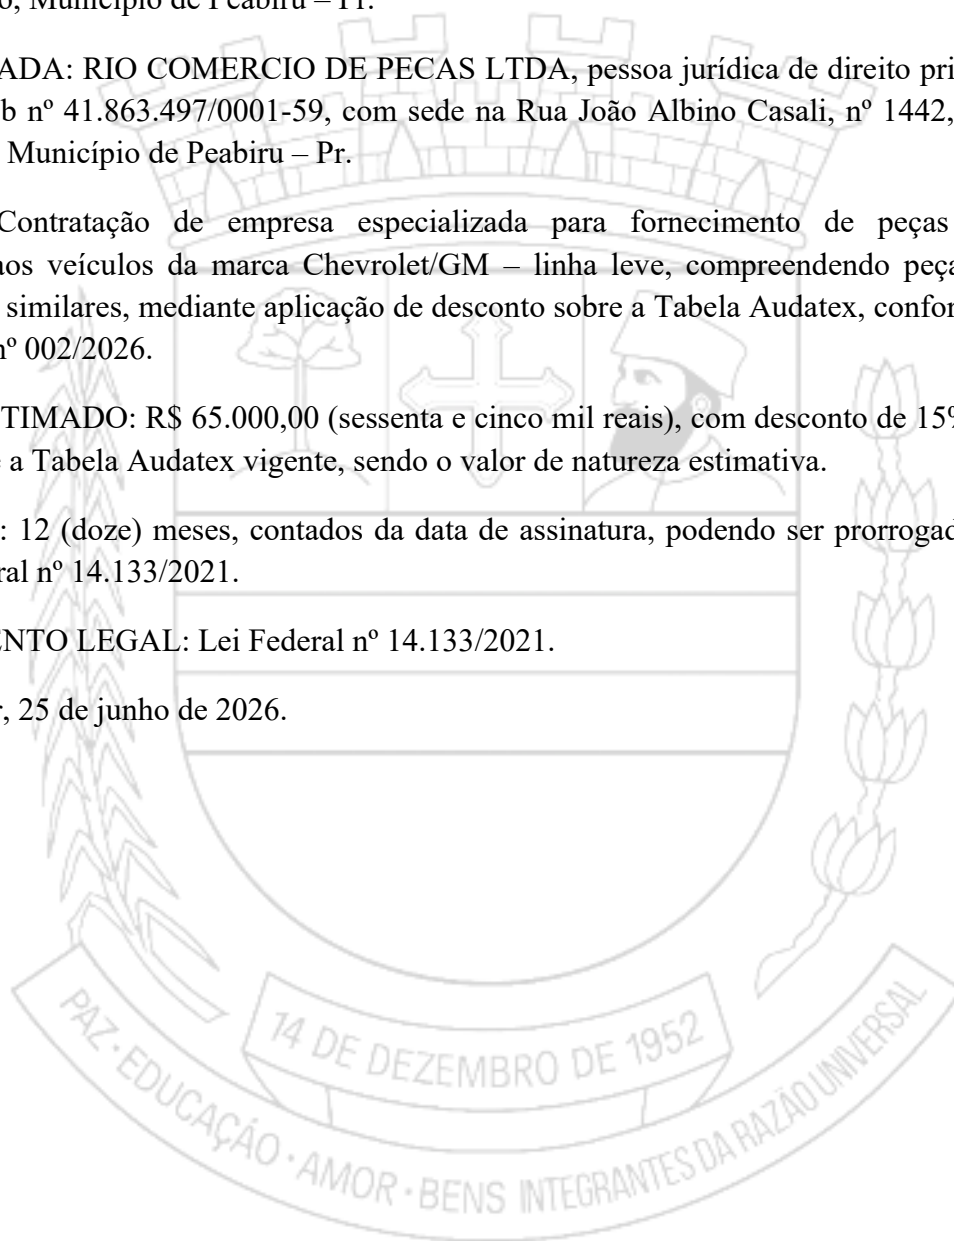 o, Município de Peabiru – Pr.
ADA: RIO COMERCIO DE PECAS LTDA, pessoa jurídica de direito pri
b nº 41.863.497/0001-59, com sede na Rua João Albino Casali, nº 1442,
Município de Peabiru – Pr.
Contratação de empresa especializada para fornecimento de peças
aos veículos da marca Chevrolet/GM – linha leve, compreendendo peça
similares, mediante aplicação de desconto sobre a Tabela Audatex, confor
nº 002/2026.
TIMADO: R$ 65.000,00 (sessenta e cinco mil reais), com desconto de 15%
e a Tabela Audatex vigente, sendo o valor de natureza estimativa.
: 12 (doze) meses, contados da data de assinatura, podendo ser prorrogad
ral nº 14.133/2021.
ENTO LEGAL: Lei Federal nº 14.133/2021.
r, 25 de junho de 2026.
14 DE DEZEMBRO DE 1952
PAZ · EDUCAÇÃO · AMOR · BENS INTEGRANTES DA RAZÃO UNIVERSAL